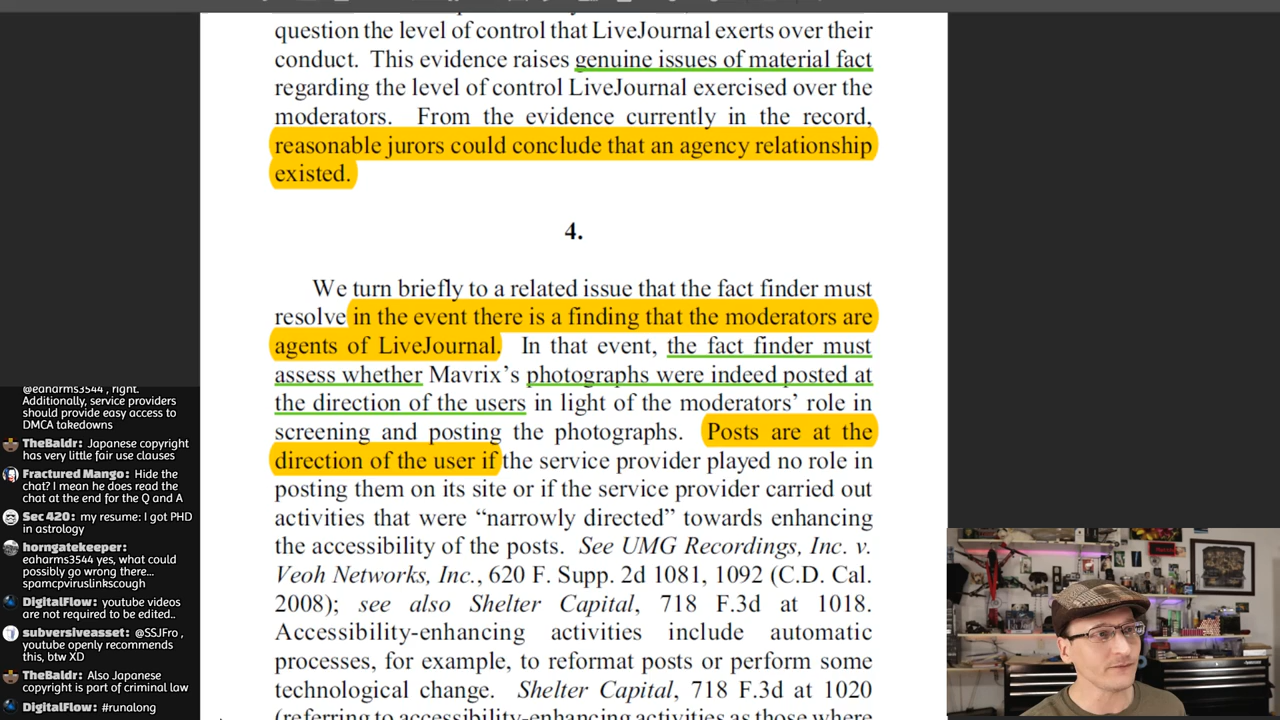 question the level of control that LiveJournal exerts over their
conduct. This evidence raises genuine issues of material fact
regarding the level of control LiveJournal exercised over the
moderators. From the evidence currently in the record,
reasonable jurors could conclude that an agency relationship
existed.
4.
We turn briefly to a related issue that the fact finder must
resolve in the event there is a finding that the moderators are
agents of LiveJournal. In that event, the fact finder must
assess whether Mavrix's photographs were indeed posted at
the direction of the users in light of the moderators' role in
screening and posting the photographs. Posts are at the
direction of the user if the service provider played no role in
posting them on its site or if the service provider carried out
activities that were “narrowly directed” towards enhancing
the accessibility of the posts. See UMG Recordings, Inc. v.
Veoh Networks, Inc., 620 F. Supp. 2d 1081, 1092 (C.D. Cal.
2008); see also Shelter Capital, 718 F.3d at 1018.
Accessibility-enhancing activities include automatic
processes, for example, to reformat posts or perform some
technological change. Shelter Capital, 718 F.3d at 1020
(referring to accessibility-enhancing activities as those where
@eaharms3544 , right.
Additionally, service providers
should provide easy access to
DMCA takedowns
TheBaldr: Japanese copyright
has very little fair use clauses
Fractured Mango: Hide the
chat? I mean he does read the
chat at the end for the Q and A
Sec 420: my resume: I got PHD
in astrology
horngatekeeper:
eaharms3544 yes, what could
possibly go wrong there...
spamcpviruslinkscough
DigitalFlow: youtube videos
are not required to be edited..
subversiveasset: @SSJFro ,
youtube openly recommends
this, btw XD
TheBaldr: Also Japanese
copyright is part of criminal law
DigitalFlow: #runalong